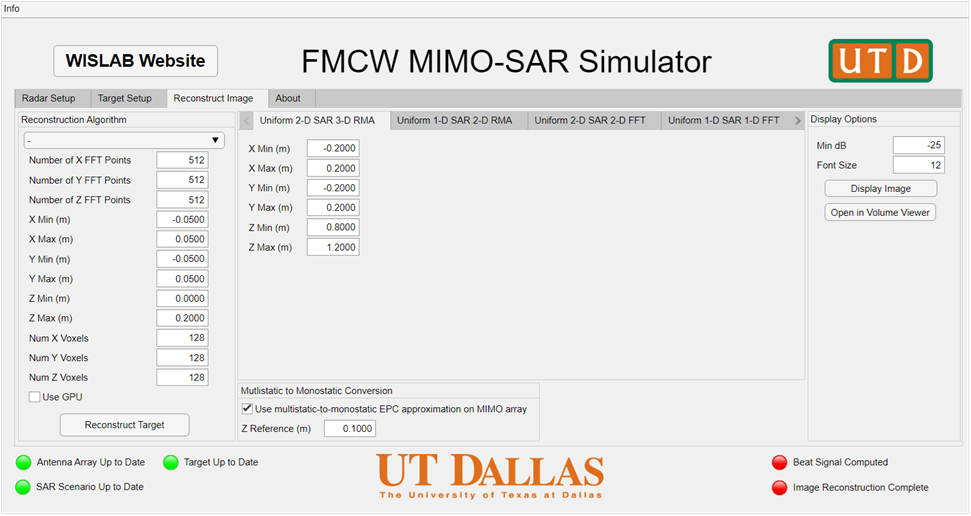 Info
WISLAB Website
FMCW MIMO-SAR Simulator
UTD
Radar Setup Target Setup Reconstruct Image About
Reconstruction Algorithm
-
Number of X FFT Points 512
Number of Y FFT Points 512
Number of Z FFT Points 512
X Min (m) -0.0500
X Max (m) 0.0500
Y Min (m) -0.0500
Y Max (m) 0.0500
Z Min (m) 0.0000
Z Max (m) 0.2000
Num X Voxels 128
Num Y Voxels 128
Num Z Voxels 128
Use GPU
Reconstruct Target
Uniform 2-D SAR 3-D RMA Uniform 1-D SAR 2-D RMA Uniform 2-D SAR 2-D FFT Uniform 1-D SAR 1-D FFT
X Min (m) -0.2000
X Max (m) 0.2000
Y Min (m) -0.2000
Y Max (m) 0.2000
Z Min (m) 0.8000
Z Max (m) 1.2000
Mutlistatic to Monostatic Conversion
Use multistatic-to-monostatic EPC approximation on MIMO array
Z Reference (m) 0.1000
Display Options
Min dB -25
Font Size 12
Display Image
Open in Volume Viewer
Antenna Array Up to Date Target Up to Date
SAR Scenario Up to Date
UT DALLAS
The University of Texas at Dallas
Beat Signal Computed
Image Reconstruction Complete